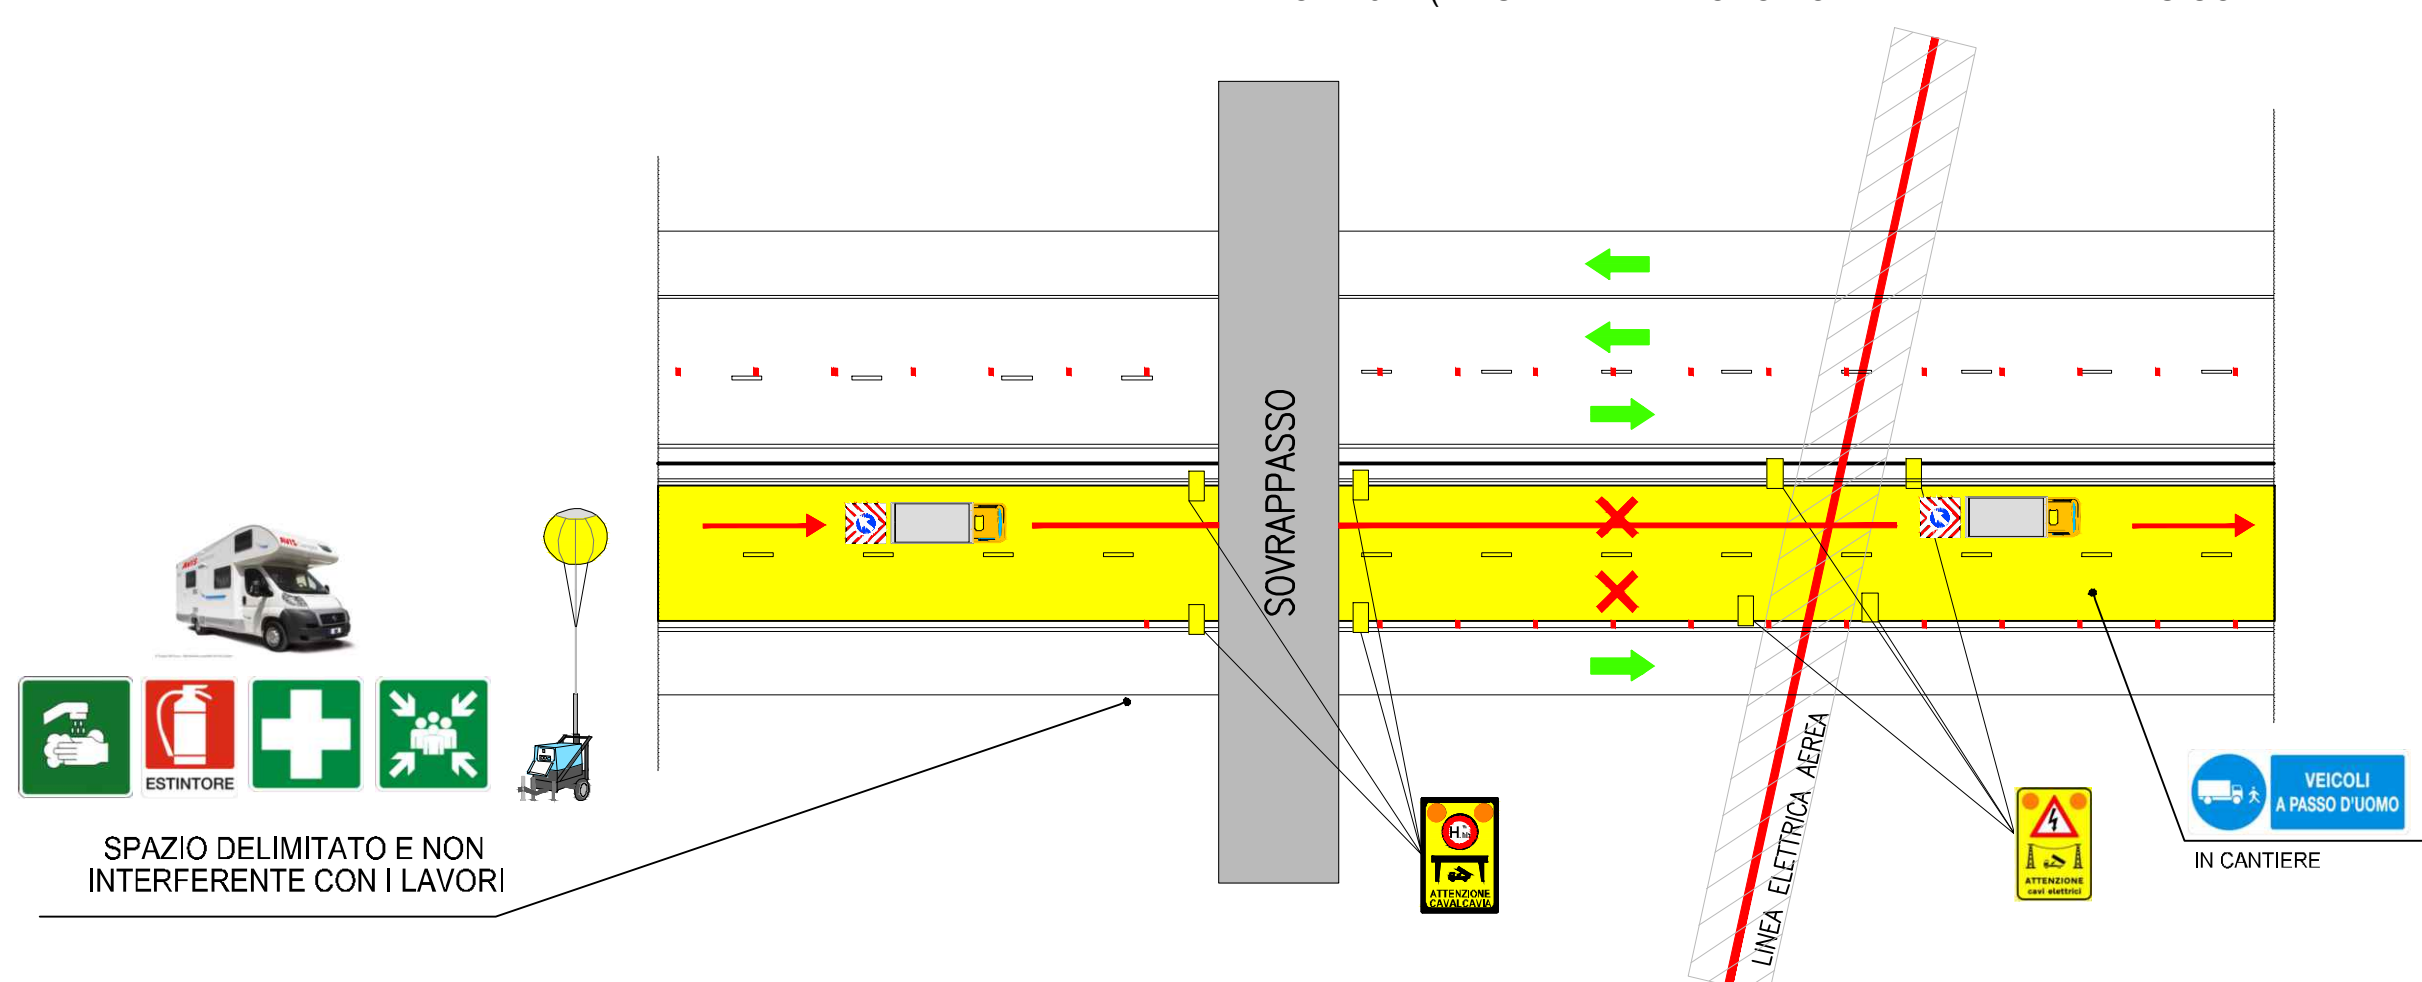 SOVRAPPASSO
LINEA ELETTRICA AEREA
ESTINTORE
SPAZIO DELIMITATO E NON
INTERFERENTE CON I LAVORI
ATTENZIONE
CAVALCAVIA
ATTENZIONE
cavi elettrici
VEICOLI
A PASSO D'UOMO
IN CANTIERE